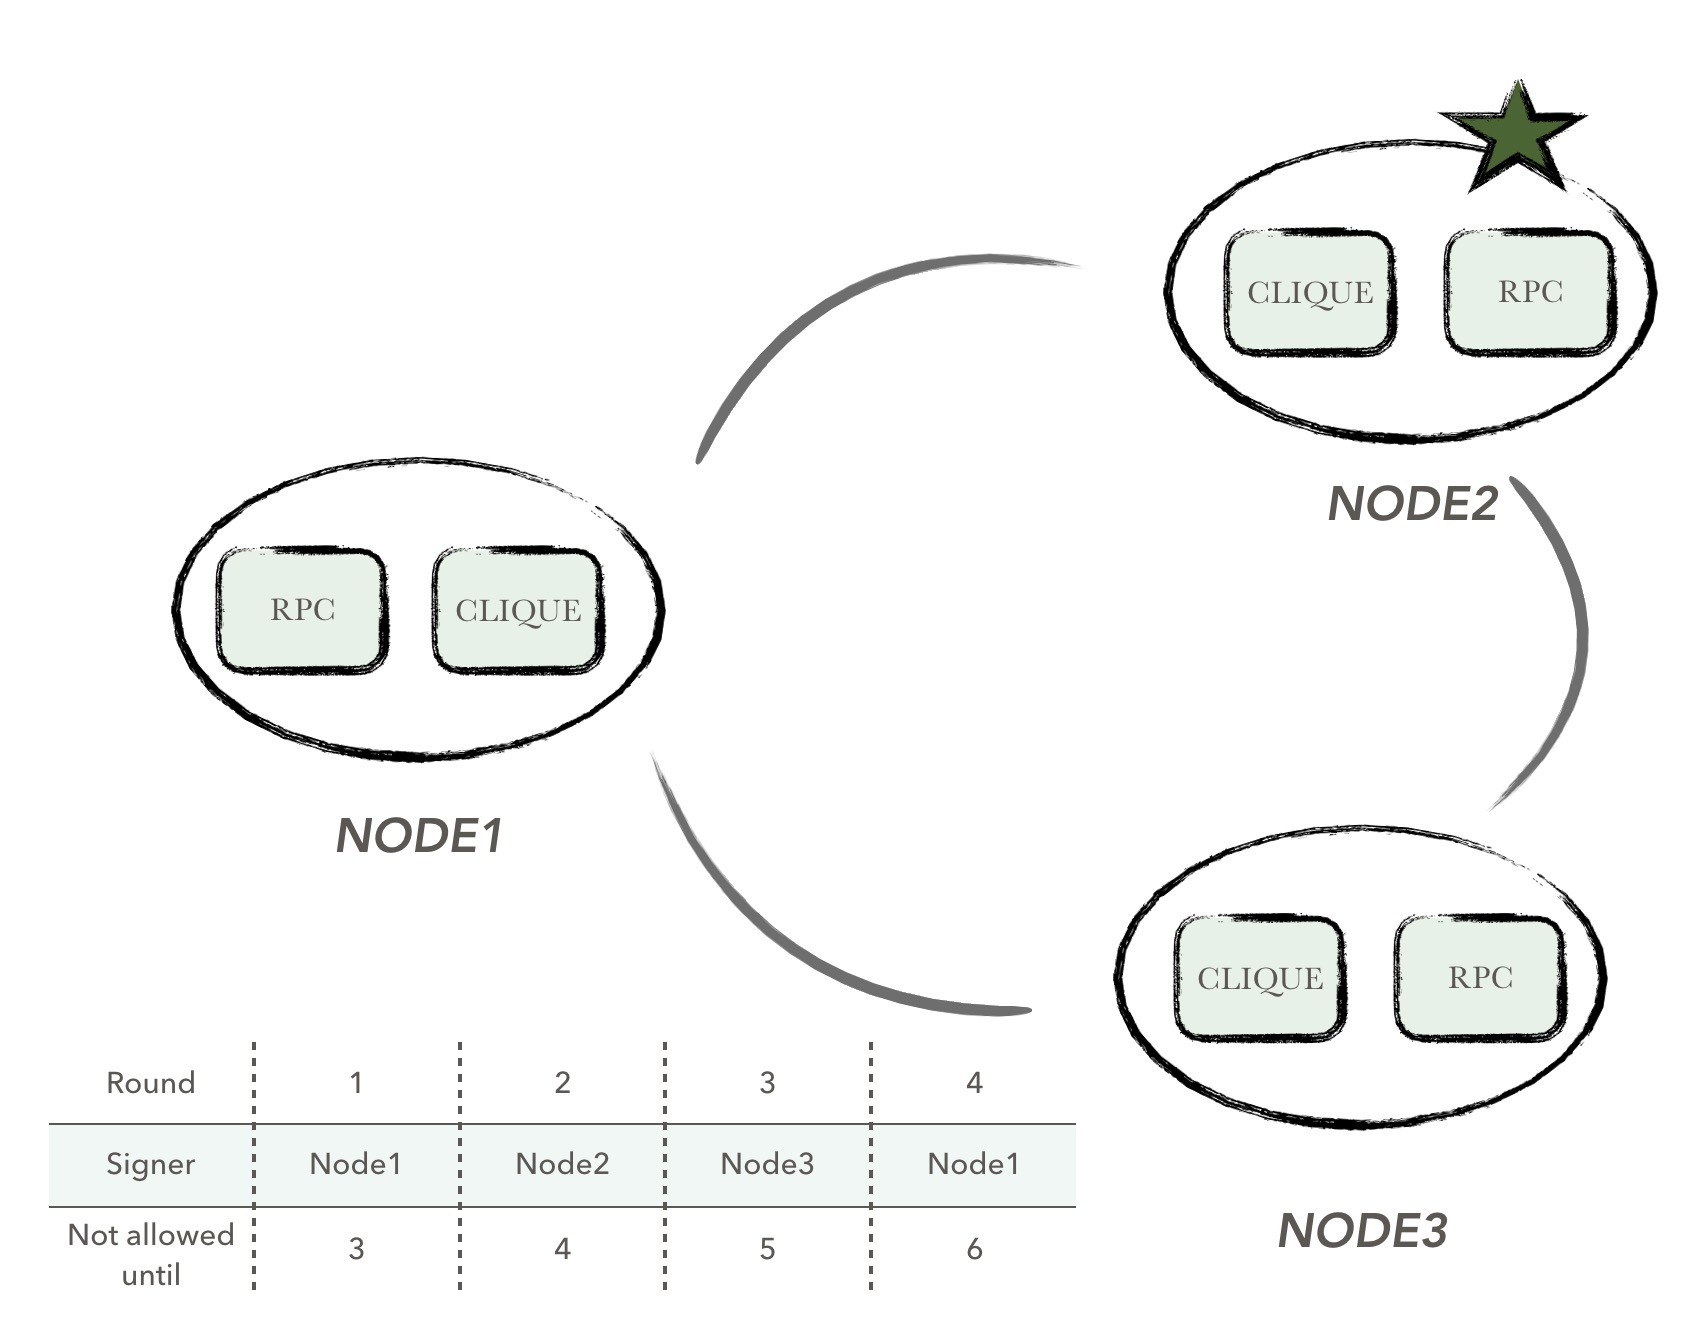 CLIQUE RPC
NODE2
RPC CLIQUE
NODE1
CLIQUE RPC
NODE3
Round 1 2 3 4
Signer Node1 Node2 Node3 Node1
Not allowed
until 3 4 5 6